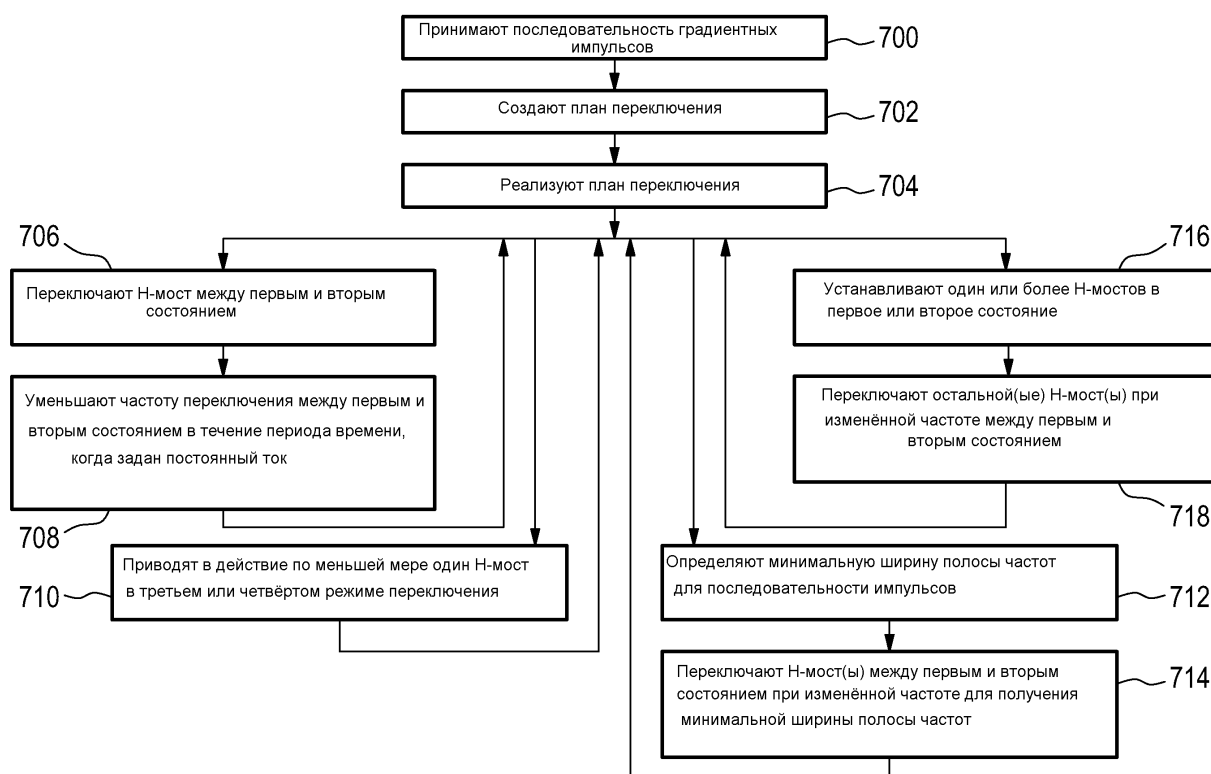 Принимают последовательность градиентных
импульсов
700
Создают план переключения
702
Реализуют план переключения
704
706
Переключают Н-мост между первым и вторым
состоянием
Уменьшают частоту переключения между первым и
вторым состоянием в течение периода времени,
когда задан постоянный ток
708
Приводят в действие по меньшей мере один Н-мост
в третьем или четвёртом режиме переключения
710
716
Устанавливают один или более Н-мостов в
первое или второе состояние
Переключают остальной(ые) Н-мост(ы) при
изменённой частоте между первым и
вторым состоянием
718
Определяют минимальную ширину полосы частот
для последовательности импульсов
712
Переключают Н-мост(ы) между первым и вторым
состоянием при изменённой частоте для получения
минимальной ширины полосы частот
714